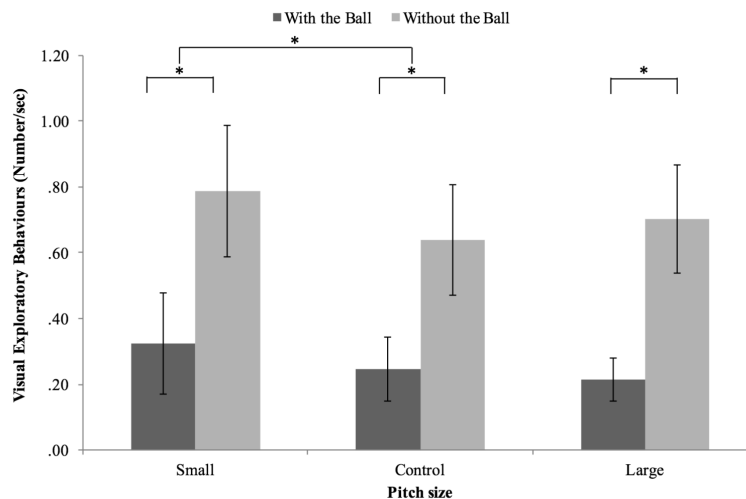 With the Ball Without the Ball
*
* * *
Visual Exploratory Behaviours (Number/sec)
1.20
1.00
.80
.60
.40
.20
.00
Small Control Large
Pitch size